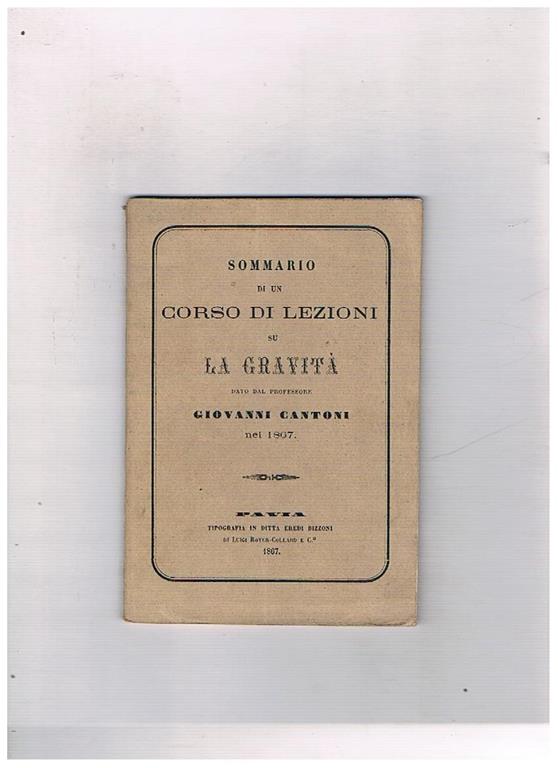 SOMMARIO
DI UN
CORSO DI LEZIONI
SU
LA GRAVITÀ
DATO DAL PROFESSORE
GIOVANNI CANTONI
nel 1867.
PAVIA
TIPOGRAFIA IN DITTA EREDI BIZZONI
DI LUIGI ROYER-COLLARD E C.º
1867.